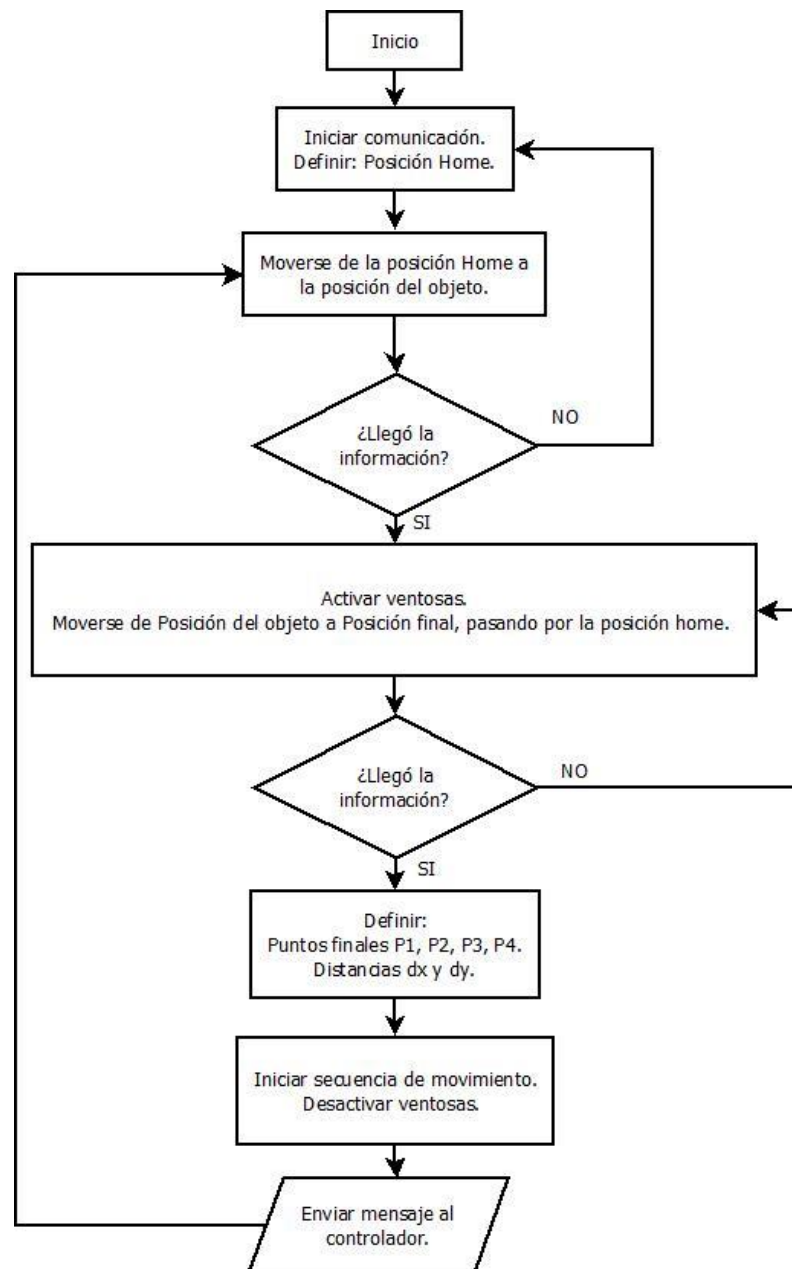 Inicio
Iniciar comunicación.
Definir: Posición Home.
Moverse de la posición Home a
la posición del objeto.
¿Llegó la
información?
NO
SI
Activar ventosas.
Moverse de Posición del objeto a Posición final, pasando por la posición home.
¿Llegó la
información?
NO
SI
Definir:
Puntos finales P1, P2, P3, P4.
Distancias dx y dy.
Iniciar secuencia de movimiento.
Desactivar ventosas.
Enviar mensaje al
controlador.